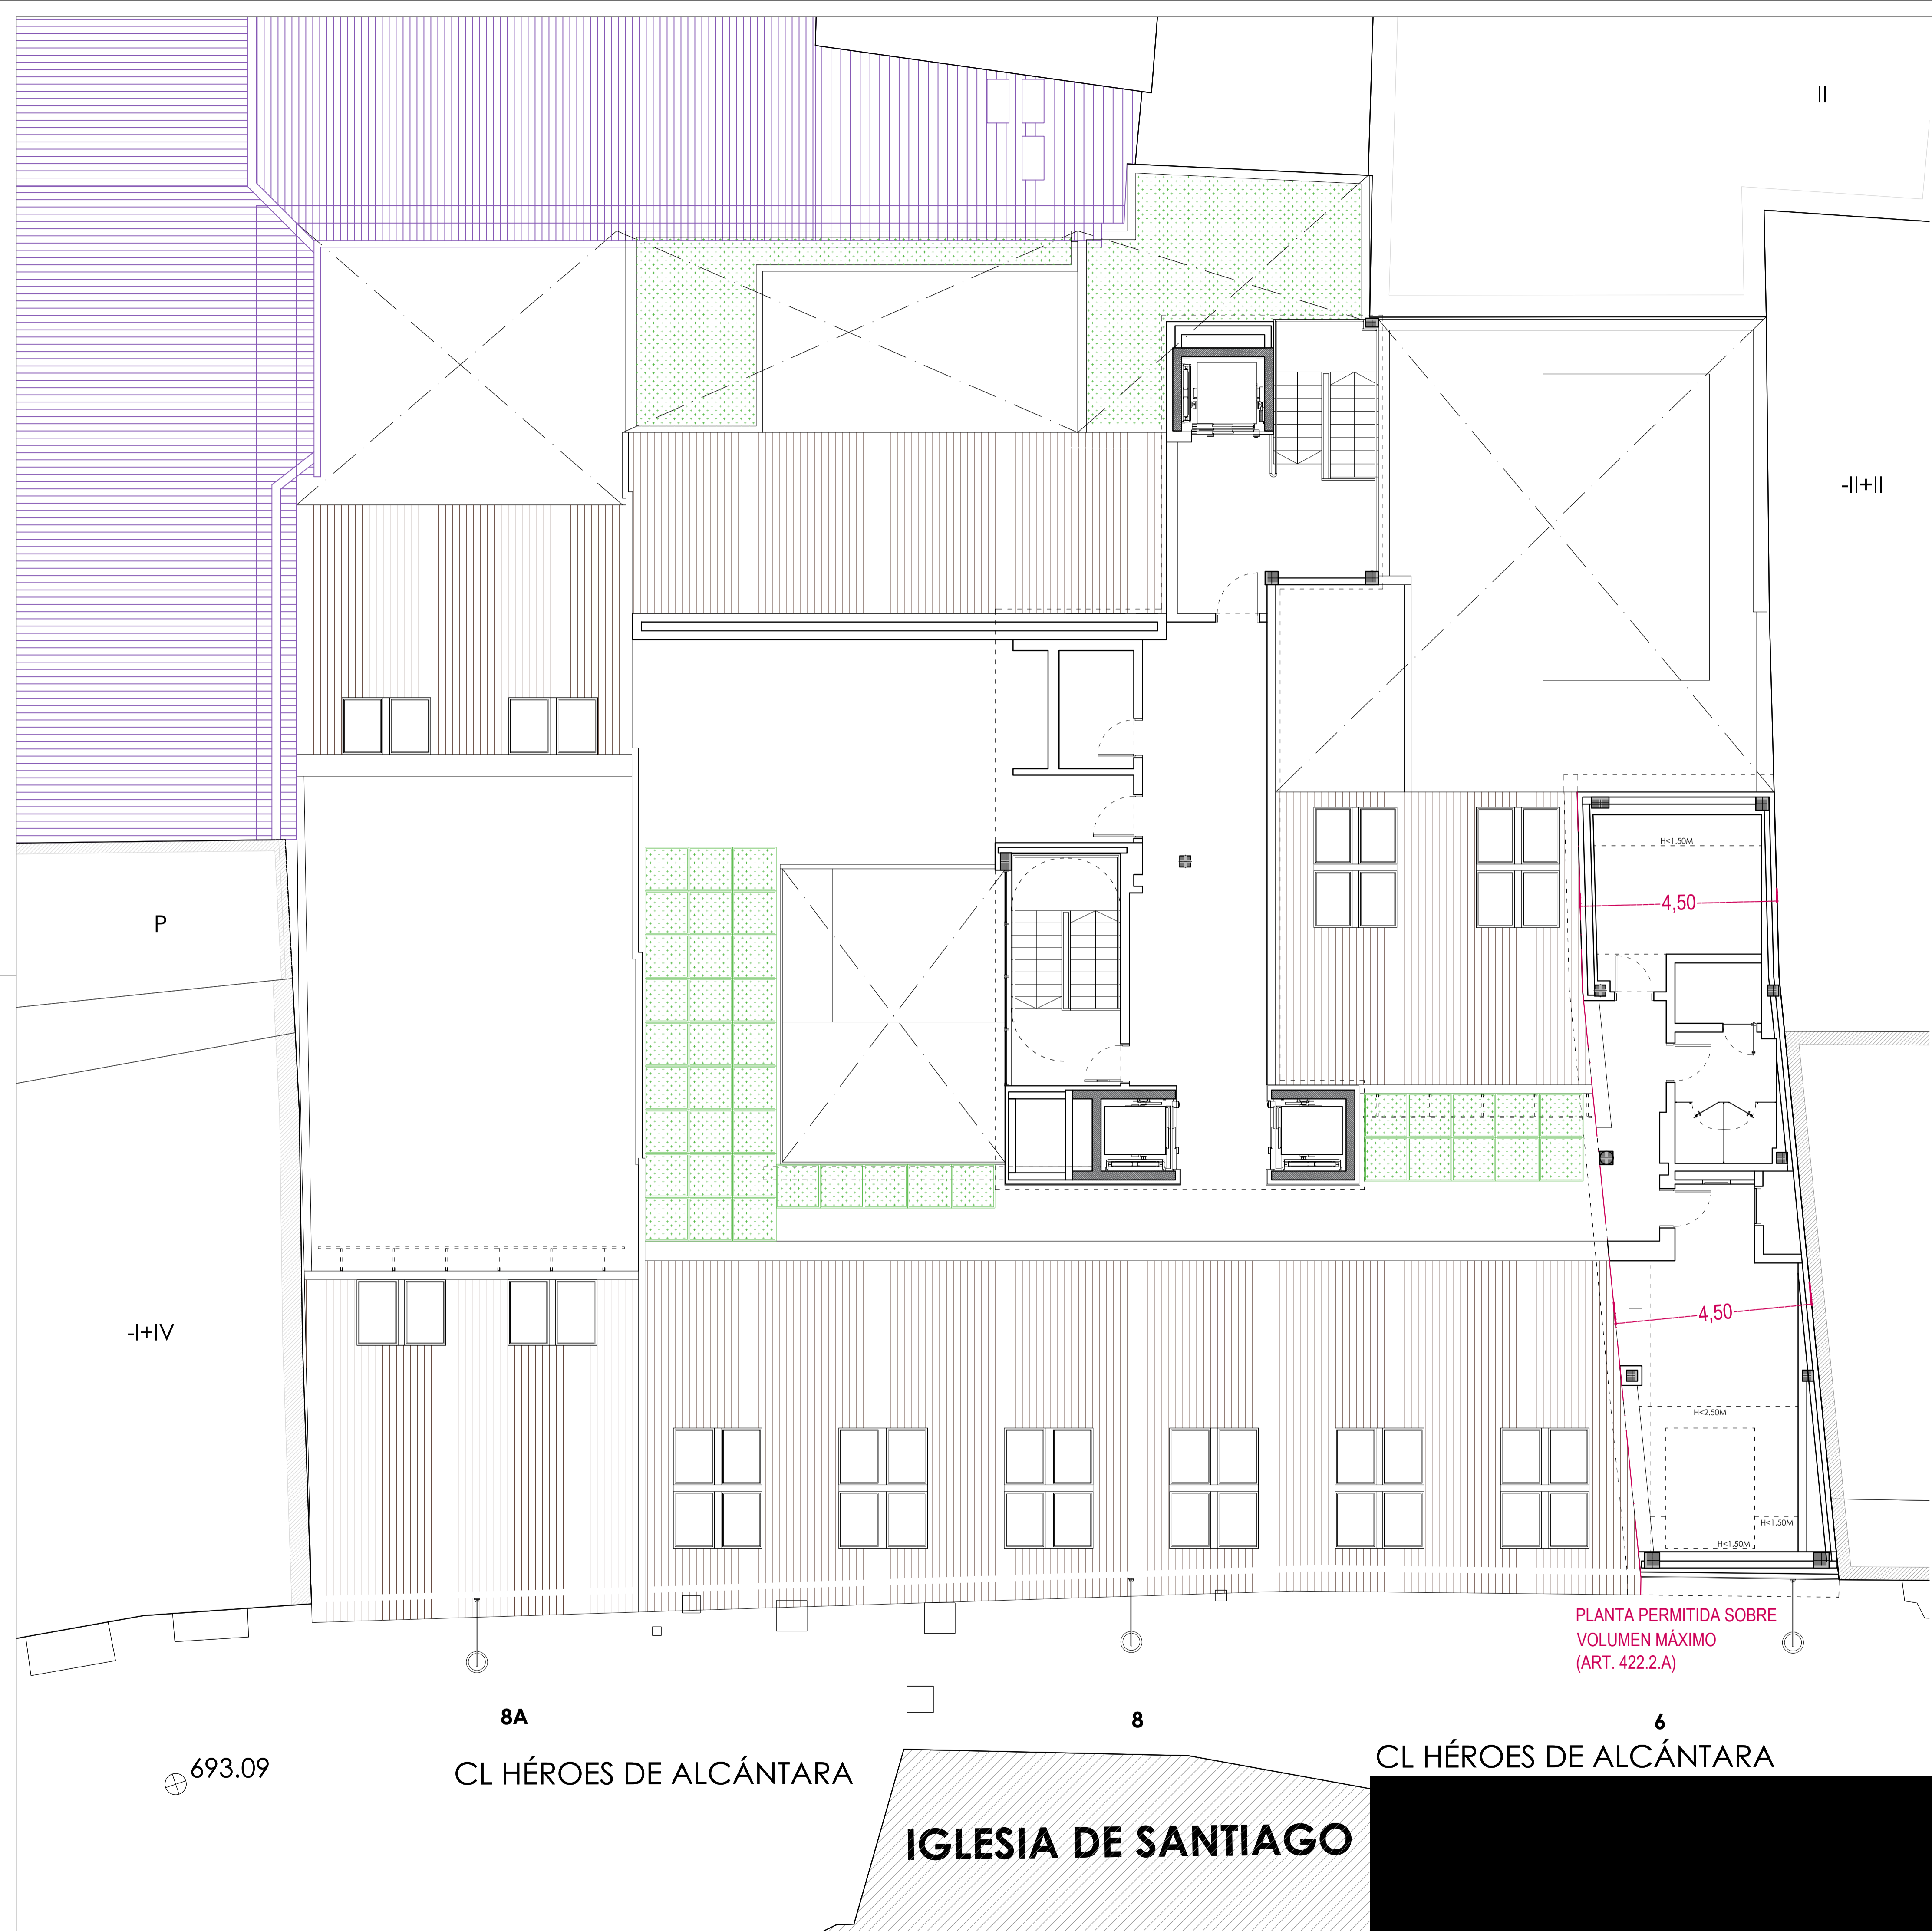 II
-II+II
H<1.50M
4,50
P
-I+IV
4,50
H<2.50M
H<1.50M
H<1.50M
PLANTA PERMITIDA SOBRE
VOLUMEN MÁXIMO
(ART. 422.2.A)
8A
8
6
693.09
CL HÉROES DE ALCÁNTARA
CL HÉROES DE ALCÁNTARA
IGLESIA DE SANTIAGO